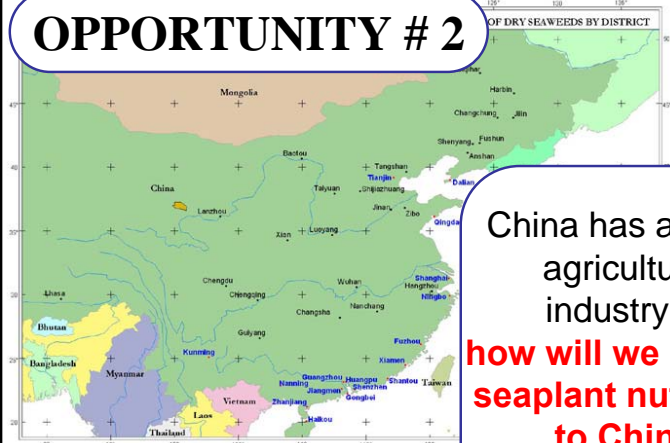 OPPORTUNITY # 2
OF DRY SEAWEEDS BY DISTRICT
Mongolia
Harbin
Changchung
Jilin
Shenyang
Fushun
Anshan
Baotou
Tangshan
Tianjin
Dalian
China
Taiyuan
Shijiazhuang
Lanzhou
Jinan
Zibo
Xian
Luoyang
China has a
agricultu
industry
how will we
seaplant nut
to Chin
Chengdu
Wuhan
Shanghai
Hangzhou
Ningbo
Lhasa
Chongqing
Changsha
Nanchang
Bhutan
Guiyang
Fuzhou
Bangladesh
Kunming
Xiamen
Myanmar
Nanning
Guangzhou
Huangpu
Shantou
Taiwan
Jiangmen
Shenzhen
Gongbei
Vietnam
Zhanjiang
Laos
Haikou
Thailand